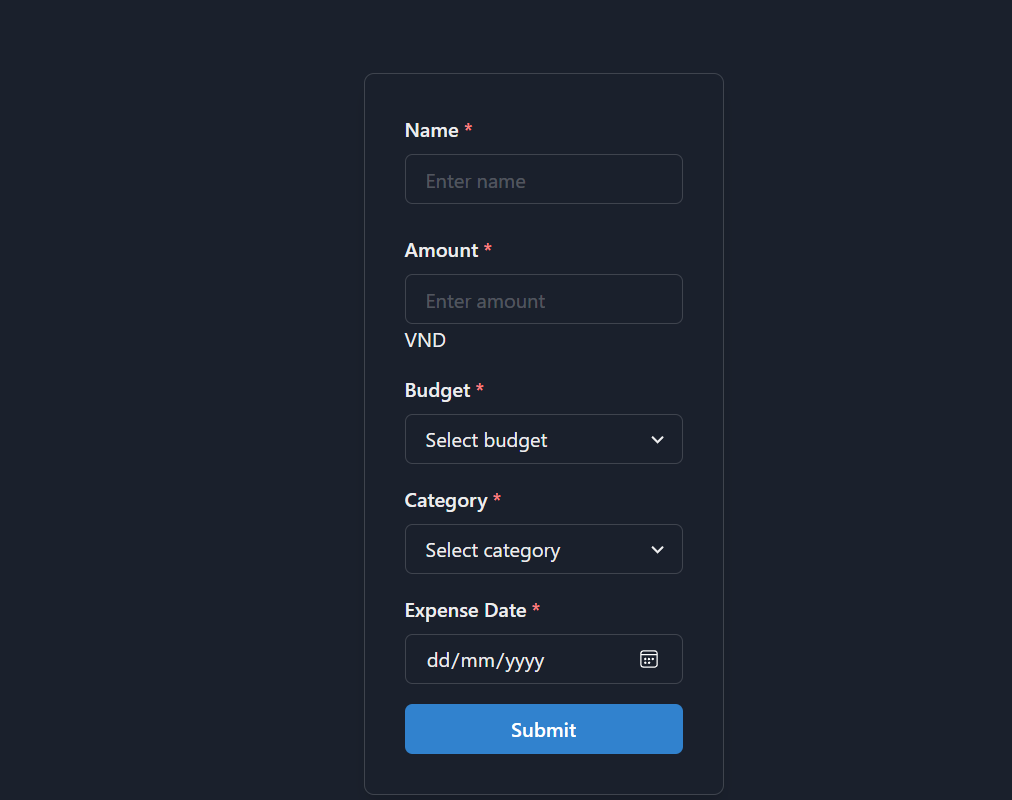 Name *
Enter name
Amount *
Enter amount
VND
Budget *
Select budget
Category *
Select category
Expense Date *
dd/mm/yyyy
Submit